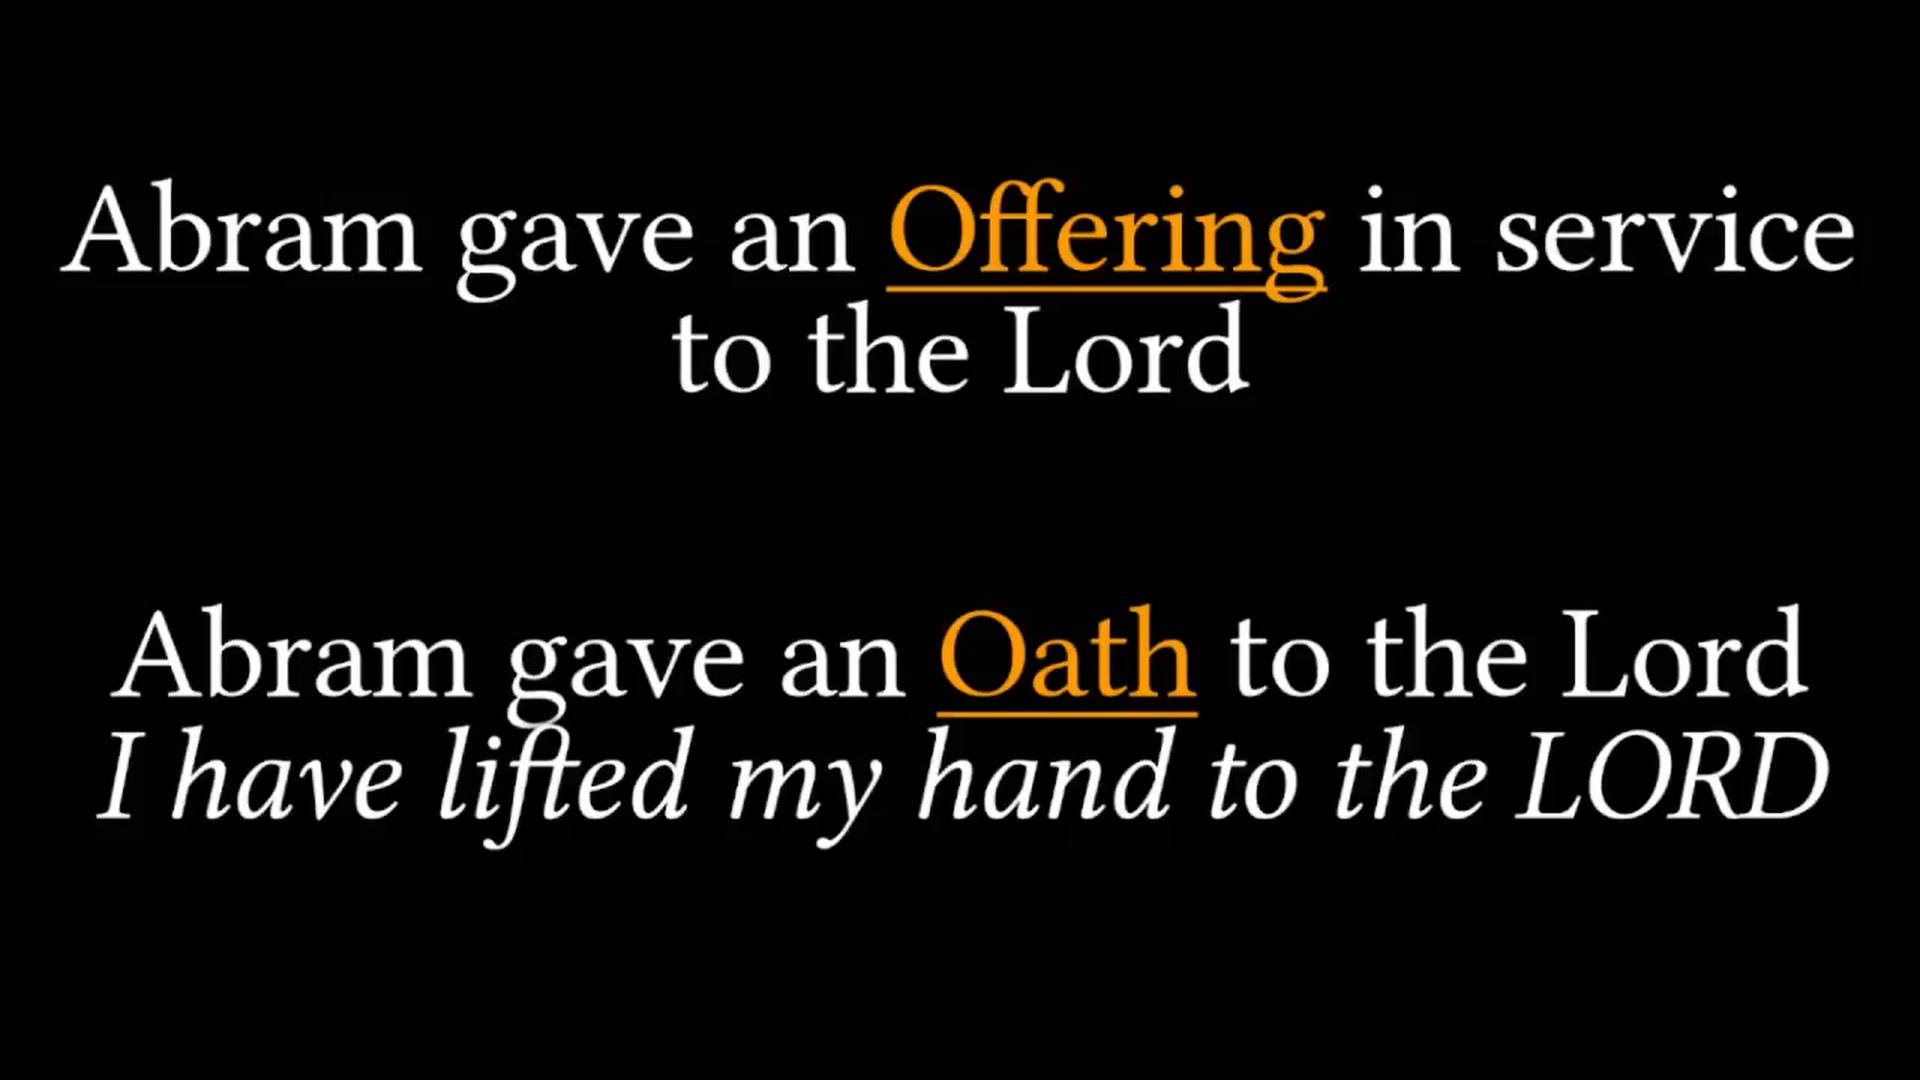 Abram gave an Offering in service
to the Lord
Abram gave an Oath to the Lord
I have lifted my hand to the LORD